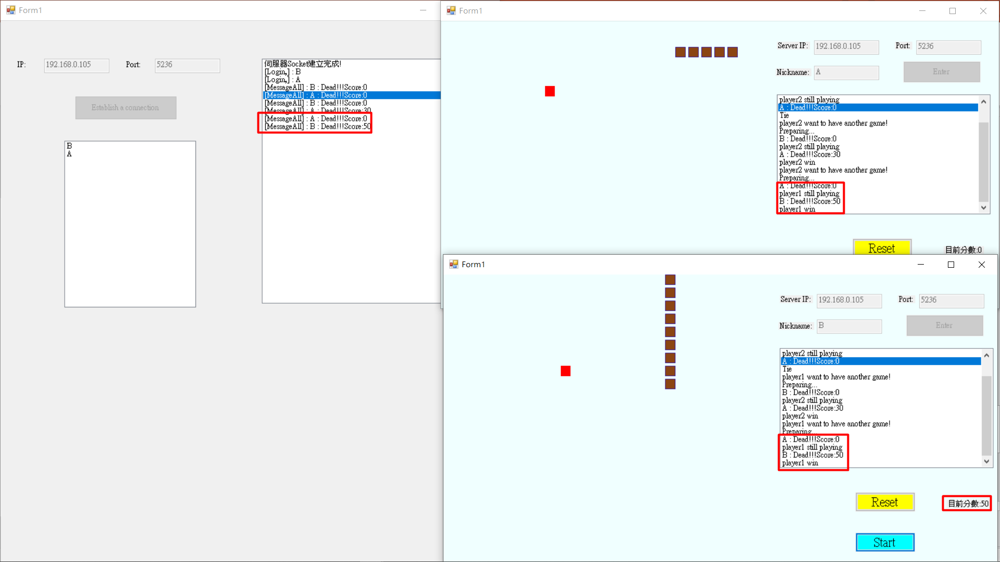 Form1
IP:
192.168.0.105
Port:
5236
Establish a connection
B
A
伺服器Socket建立完成!
[Login,] : B
[Login,] : A
[MessageAll] : B : Dead!!!Score:0
[MessageAll] : A : Dead!!!Score:0
[MessageAll] : B : Dead!!!Score:0
[MessageAll] : A : Dead!!!Score:30
[MessageAll] : A : Dead!!!Score:0
[MessageAll] : B : Dead!!!Score:50
Form1
Server IP:
192.168.0.105
Port:
5236
Nickname:
A
Enter
player2 still playing
A : Dead!!!Score:0
Tie
player2 want to have another game!
Preparing...
B : Dead!!!Score:0
player2 still playing
A : Dead!!!Score:30
player2 win
player2 want to have another game!
Preparing...
A : Dead!!!Score:0
player1 still playing
B : Dead!!!Score:50
player1 win
Reset
目前分數:0
Form1
Server IP:
192.168.0.105
Port:
5236
Nickname:
B
Enter
player2 still playing
A : Dead!!!Score:0
Tie
player1 want to have another game!
Preparing...
B : Dead!!!Score:0
player2 still playing
A : Dead!!!Score:30
player2 win
player1 want to have another game!
Preparing...
A : Dead!!!Score:0
player1 still playing
B : Dead!!!Score:50
player1 win
Reset
目前分數:50
Start